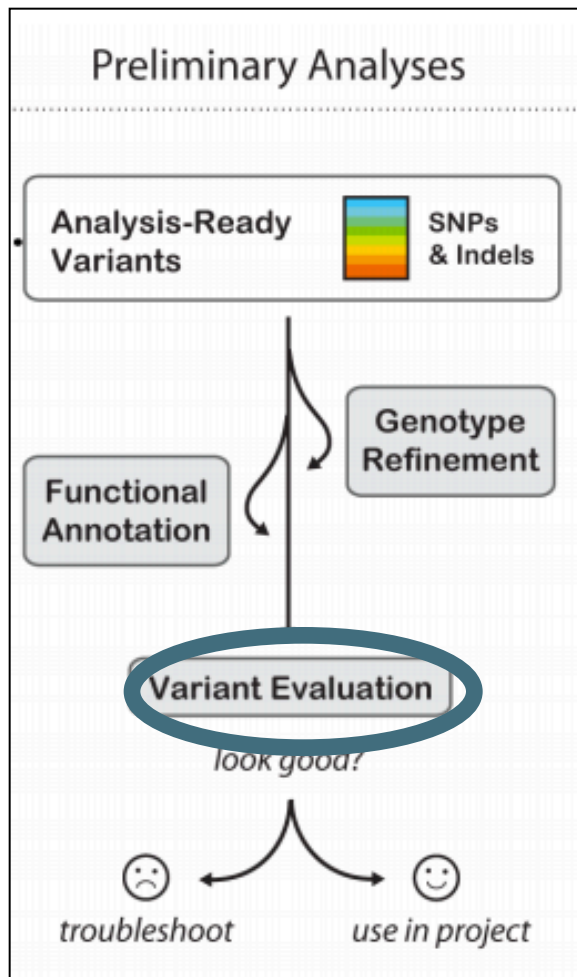 Preliminary Analyses
Analysis-Ready
Variants
SNPs
& Indels
Genotype
Refinement
Functional
Annotation
Variant Evaluation
look good?
troubleshoot
use in project